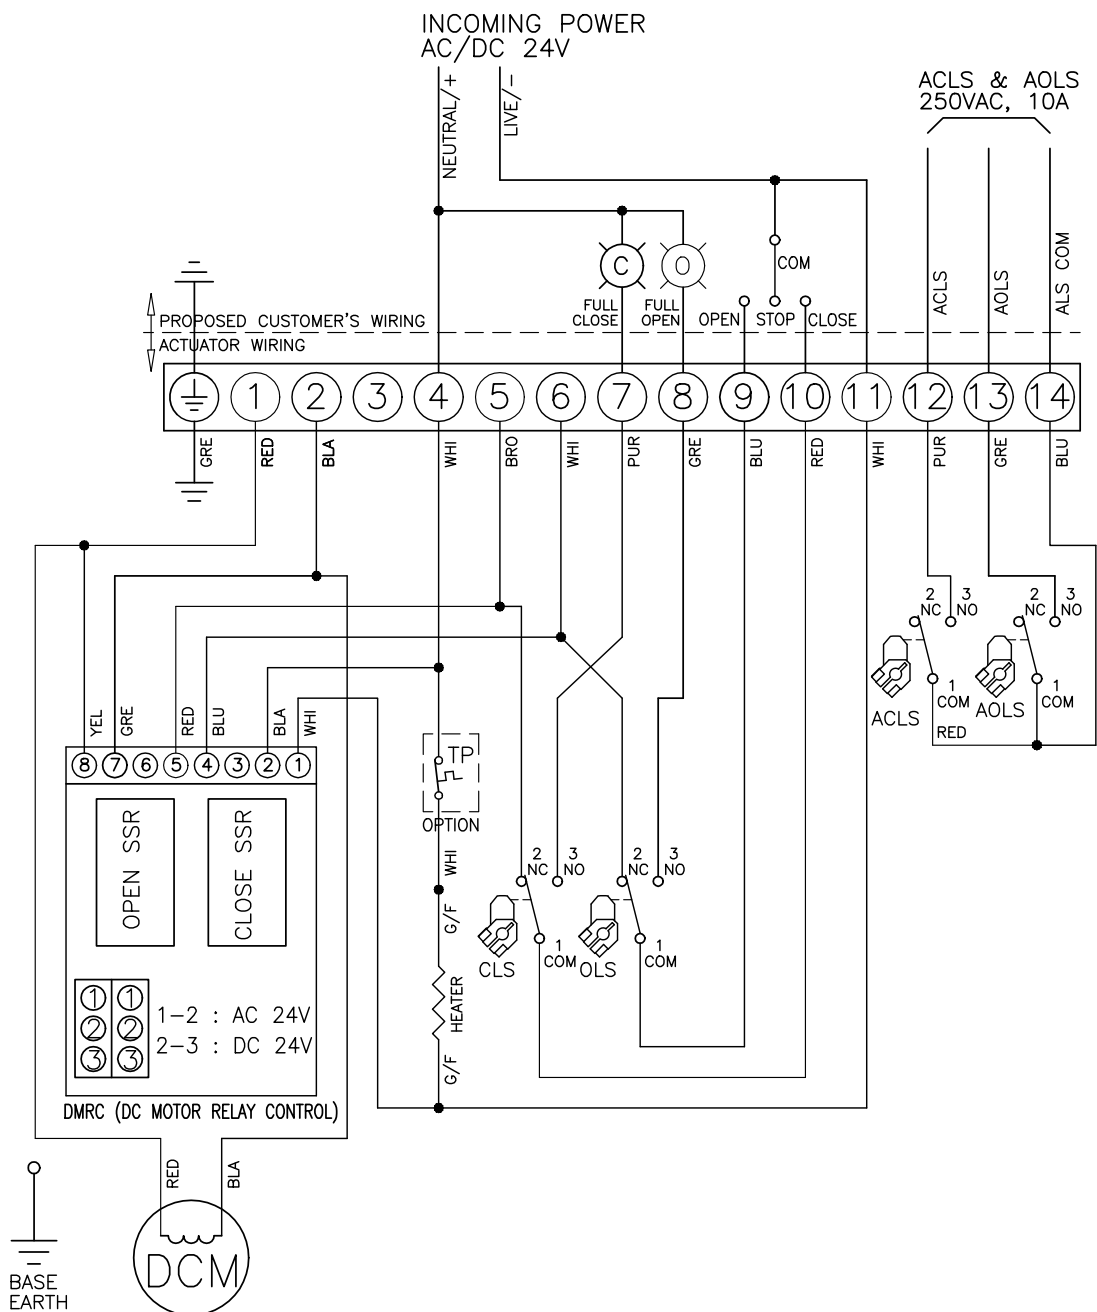 INCOMING POWER
AC/DC 24V
NEUTRAL/+
LIVE/-
ACLS & AOLS
250VAC, 10A
C
O
COM
FULL
CLOSE
FULL
OPEN
OPEN
STOP
CLOSE
ACLS
AOLS
ALS COM
PROPOSED CUSTOMER'S WIRING
ACTUATOR WIRING
1 2 3 4 5 6 7 8 9 10 11 12 13 14
GRE
RED
BLA
WHI
BRO
WHI
PUR
GRE
BLU
RED
WHI
PUR
GRE
BLU
2
NC
3
NO
2
NC
3
NO
1
COM
1
COM
ACLS
AOLS
RED
YEL
GRE
RED
BLU
BLA
WHI
8 7 6 5 4 3 2 1
TP
OPTION
OPEN SSR
CLOSE SSR
WHI
G/F
HEATER
G/F
2
NC
3
NO
2
NC
3
NO
1
COM
1
COM
CLS
OLS
1 1
2 2
3 3
1-2 : AC 24V
2-3 : DC 24V
DMRC (DC MOTOR RELAY CONTROL)
RED
BLA
DCM
BASE
EARTH